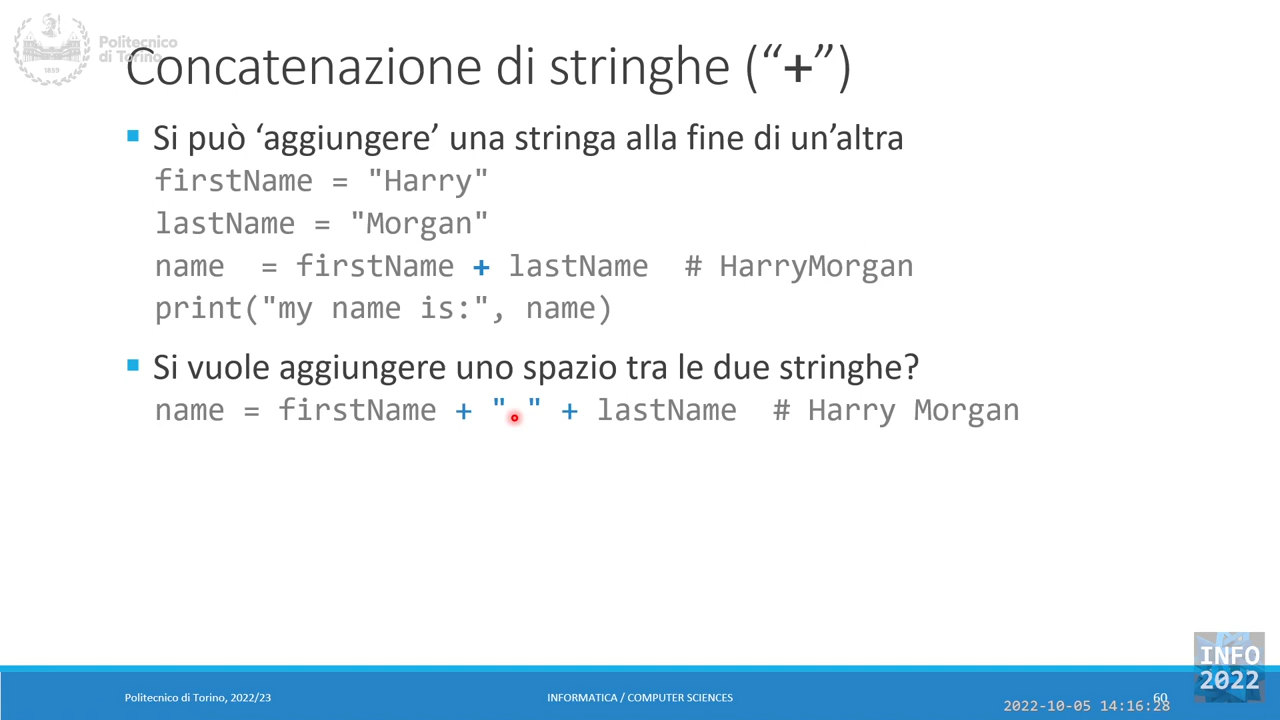 Politecnico
di Torino
1859
Concatenazione di stringhe (“+”)
Si può ‘aggiungere’ una stringa alla fine di un’altra
firstName = "Harry"
lastName = "Morgan"
name  = firstName + lastName  # HarryMorgan
print("my name is:", name)
Si vuole aggiungere uno spazio tra le due stringhe?
name = firstName + " " + lastName  # Harry Morgan
INFO
2022
Politecnico di Torino, 2022/23
INFORMATICA / COMPUTER SCIENCES
60
2022-10-05 14:16:28